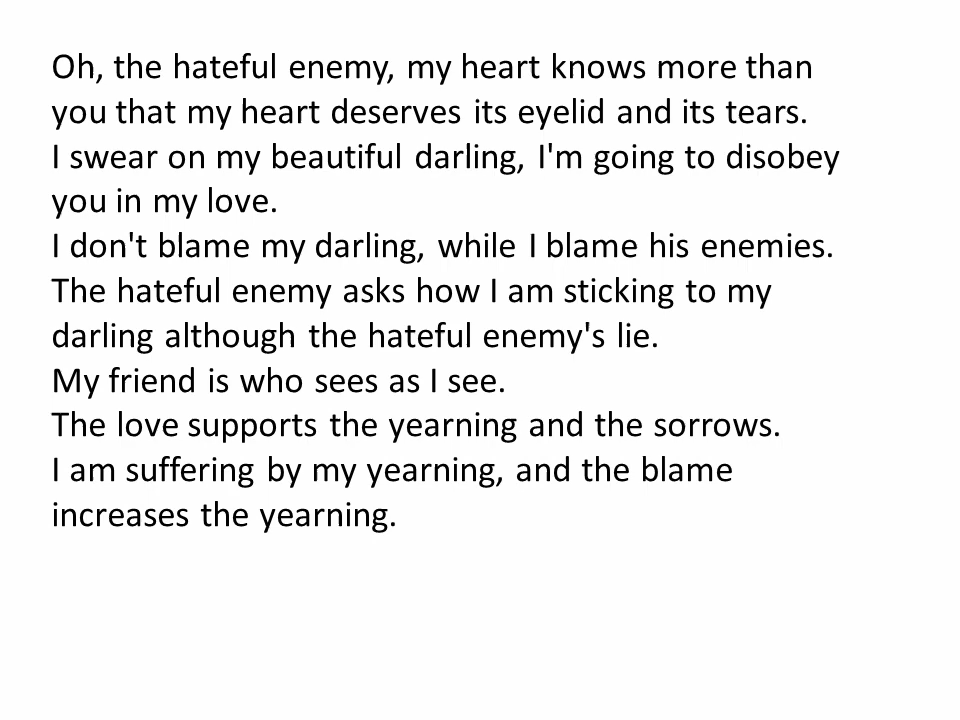 Oh, the hateful enemy, my heart knows more than
you that my heart deserves its eyelid and its tears.
I swear on my beautiful darling, I'm going to disobey
you in my love.
I don't blame my darling, while I blame his enemies.
The hateful enemy asks how I am sticking to my
darling although the hateful enemy's lie.
My friend is who sees as I see.
The love supports the yearning and the sorrows.
I am suffering by my yearning, and the blame
increases the yearning.